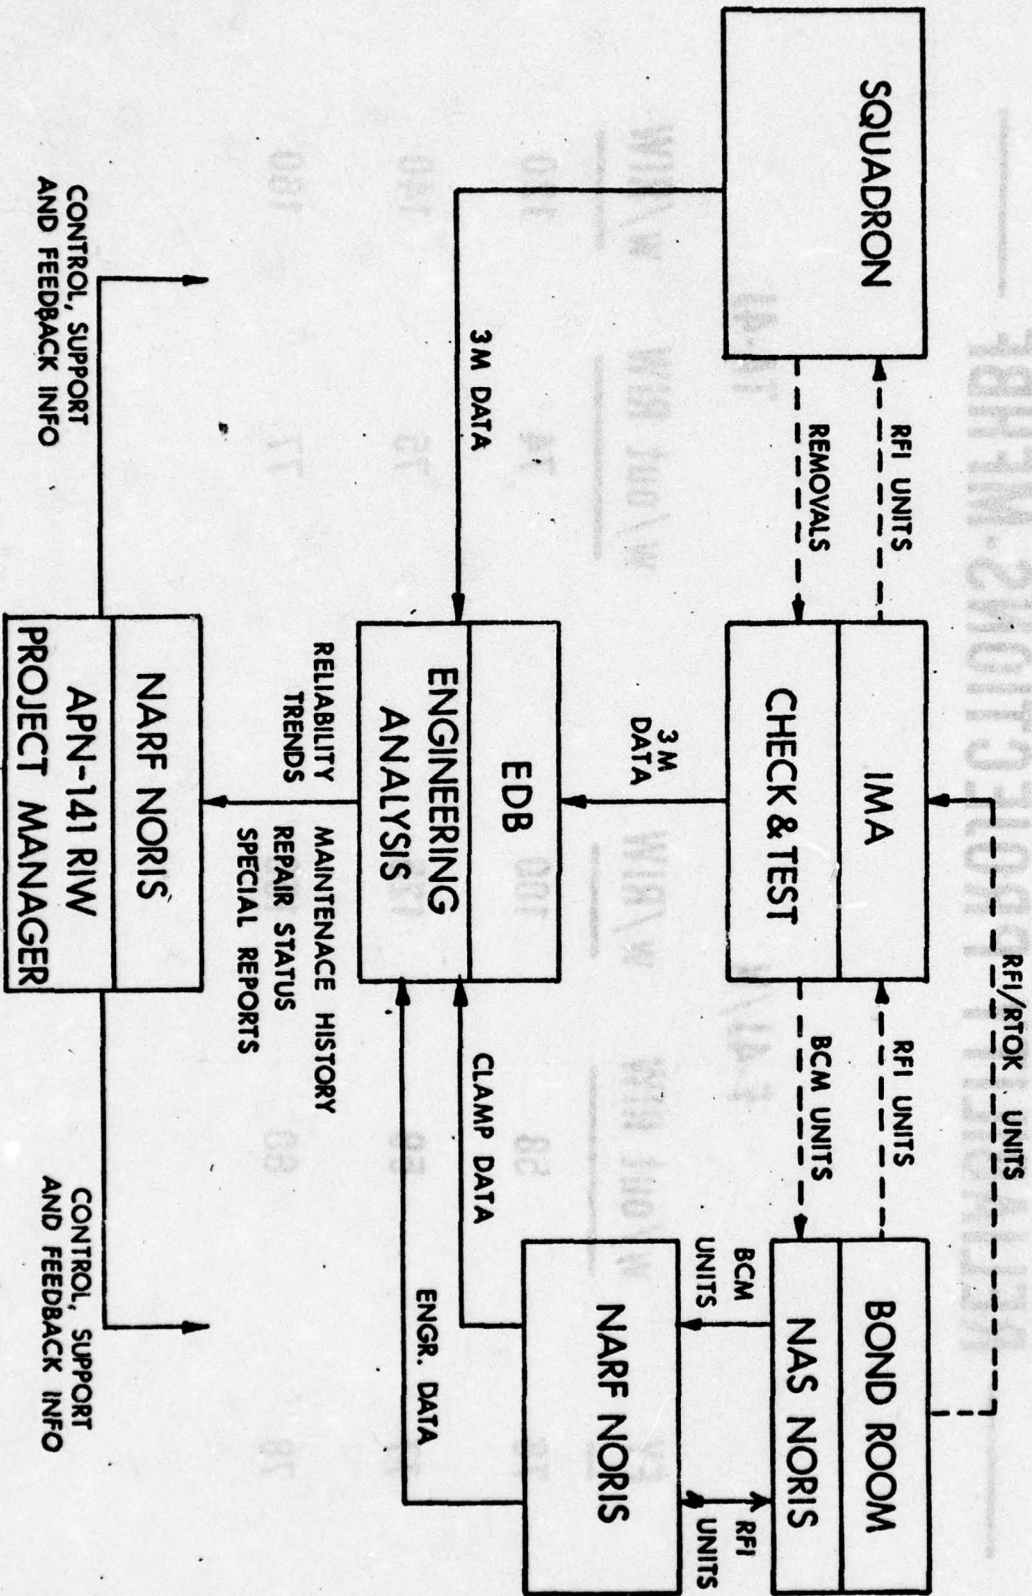 RFI/RTOK UNITS
SQUADRON
RFI UNITS
REMOVALS
IMA
CHECK & TEST
RFI UNITS
BCM UNITS
BOND ROOM
NAS NORIS
3M DATA
3 M
DATA
BCM
UNITS
RFI
UNITS
EDB
ENGINEERING
ANALYSIS
CLAMP DATA
ENGR. DATA
NARF NORIS
RELIABILITY
TRENDS
MAINTENACE HISTORY
REPAIR STATUS
SPECIAL REPORTS
CONTROL, SUPPORT
AND FEEDBACK INFO
NARF NORIS
APN-141 RIW
PROJECT MANAGER
CONTROL, SUPPORT
AND FEEDBACK INFO